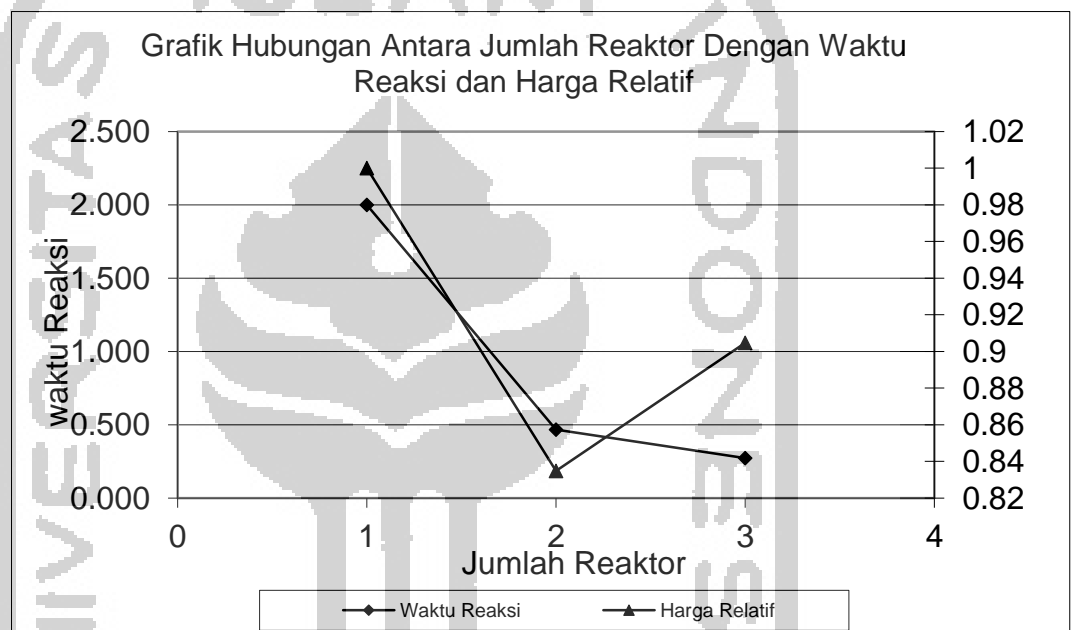 Grafik Hubungan Antara Jumlah Reaktor Dengan Waktu
Reaksi dan Harga Relatif
2.500
2.000
1.500
1.000
0.500
0.000
waktu Reaksi
1.02
1
0.98
0.96
0.94
0.92
0.9
0.88
0.86
0.84
0.82
0 1 2 3 4
Jumlah Reaktor
Waktu Reaksi Harga Relatif